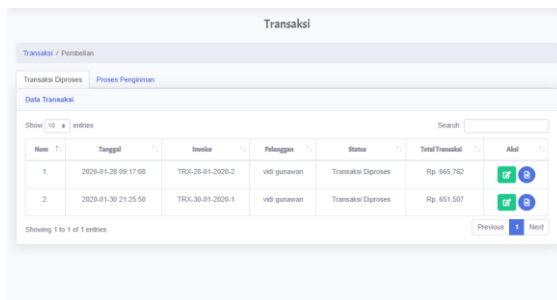 Transaksi
Transaksi / Pembelian
Transaksi Diproses Proses Pengiriman
Data Transaksi
Show 10 entries Search:
Nom Tanggal Invoice Pelanggan Status Total Transaksi Aksi
1. 2020-01-28 09:17:08 TRX-28-01-2020-2 vidi gunawan Transaksi Diproses Rp. 665,762
2. 2020-01-30 21:25:50 TRX-30-01-2020-1 vidi gunawan Transaksi Diproses Rp. 651,507
Showing 1 to 1 of 1 entries Previous 1 Next